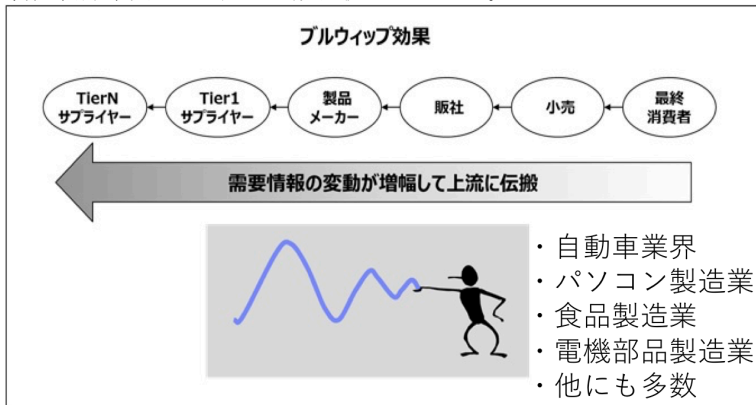 ブルウィップ効果
TierN
サプライヤー
Tier1
サプライヤー
製品
メーカー
販社
小売
最終
消費者
需要情報の変動が増幅して上流に伝搬
・自動車業界
・パソコン製造業
・食品製造業
・電機部品製造業
・他にも多数